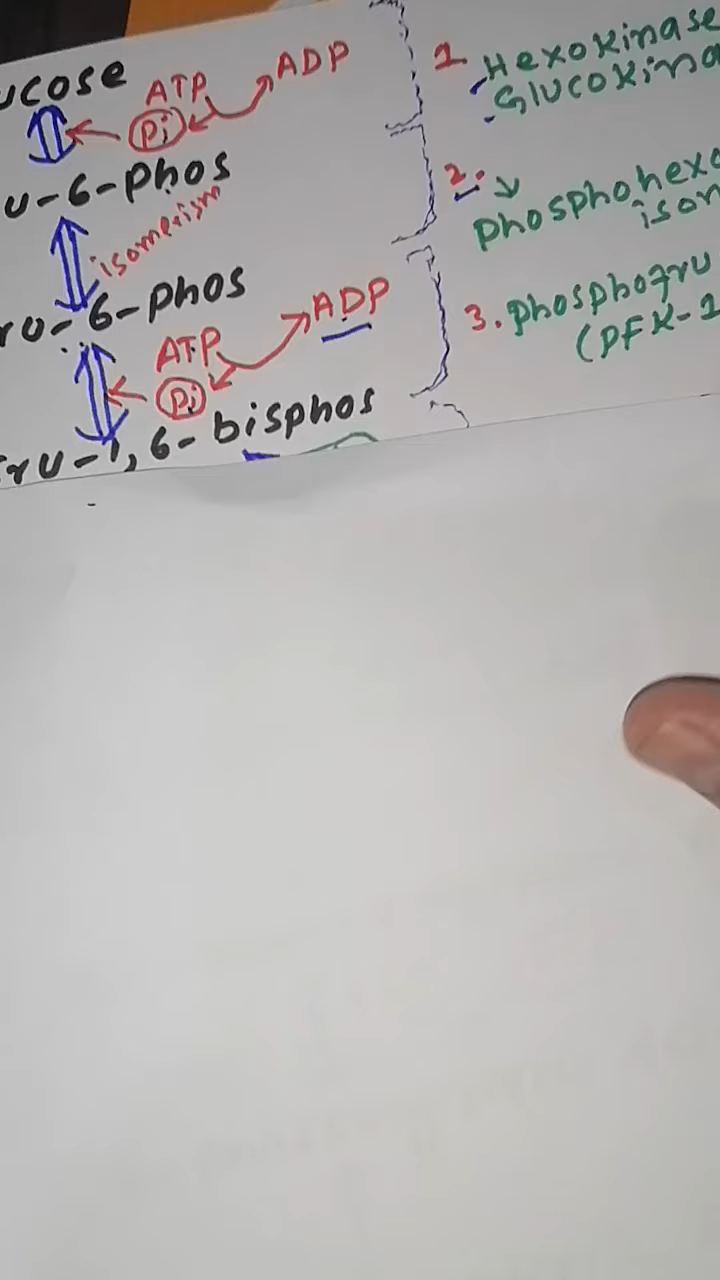 ucose
ATP
ADP
Pi
u-6-phos
isomerism
ru-6-phos
ATP
ADP
Pi
ru-1,6-bisphos
1. Hexokinase
Glucokina
2.
phosphohexo
ison
3. phosphofru
(PFK-1